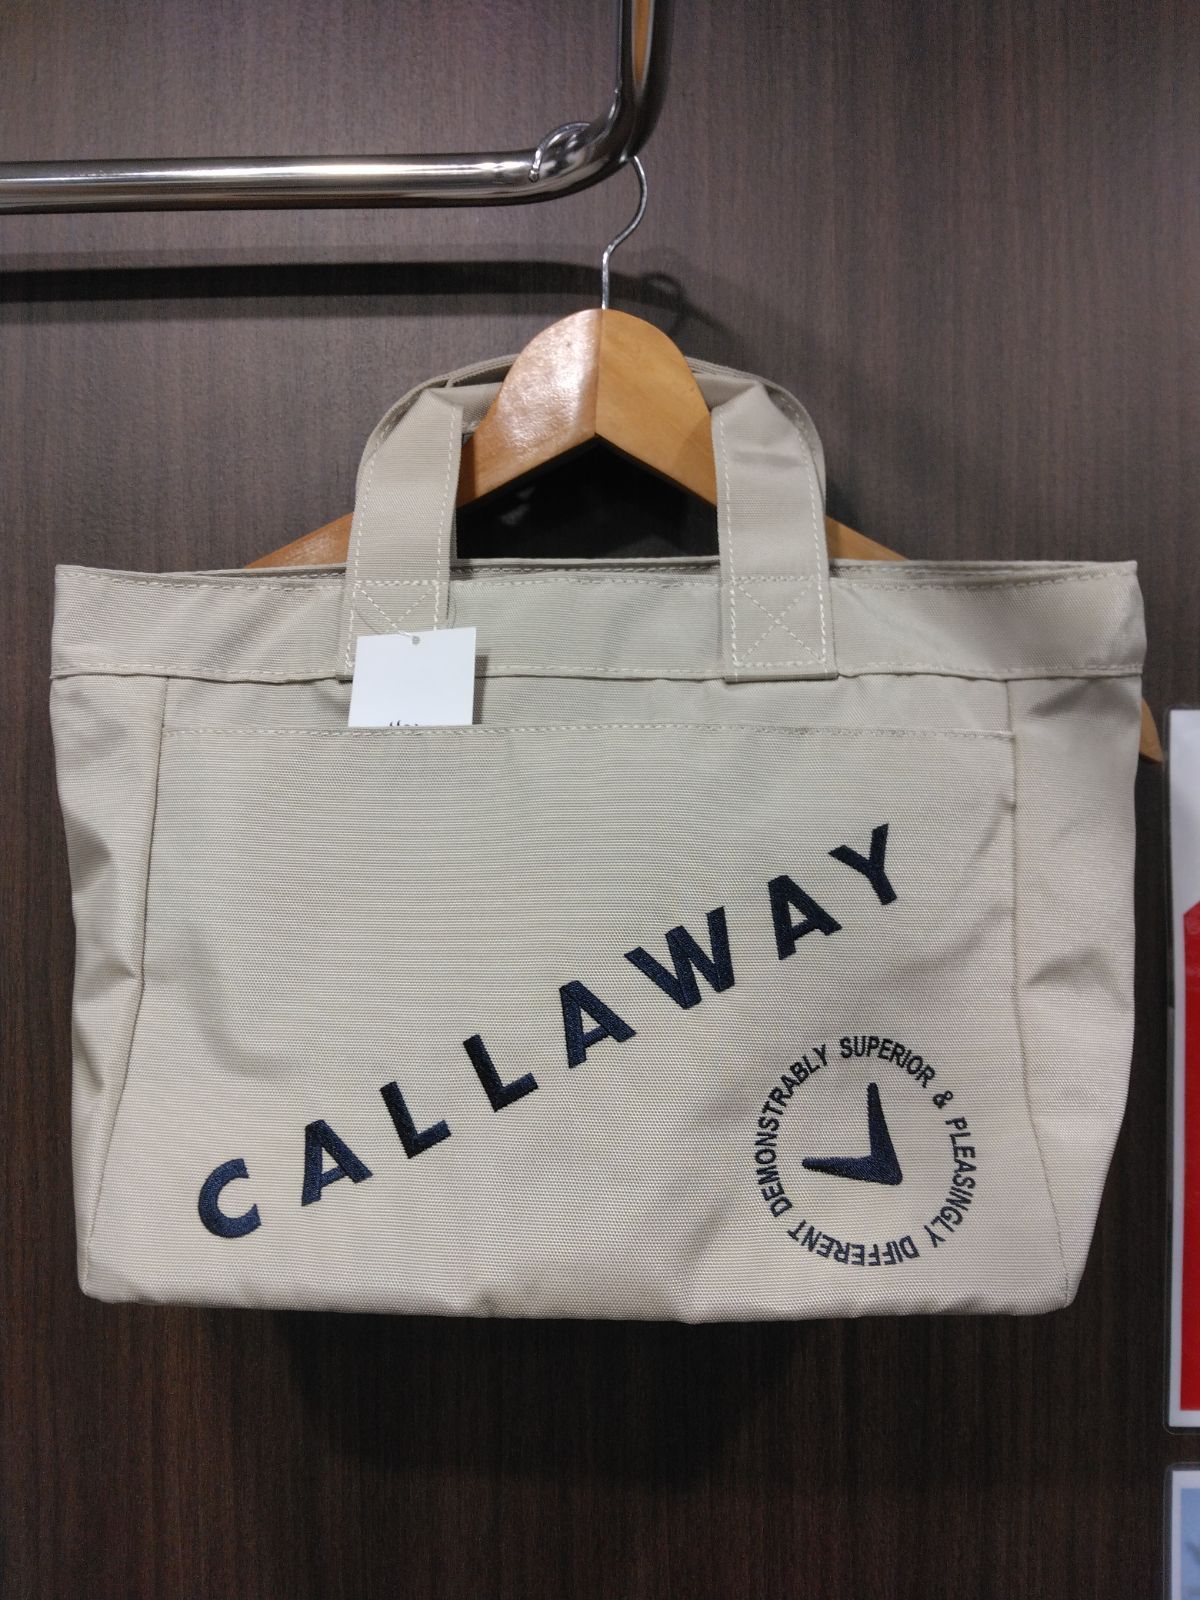 CALLAWAY
DEMONSTRABLY SUPERIOR & PLEASINGLY DIFFERENT